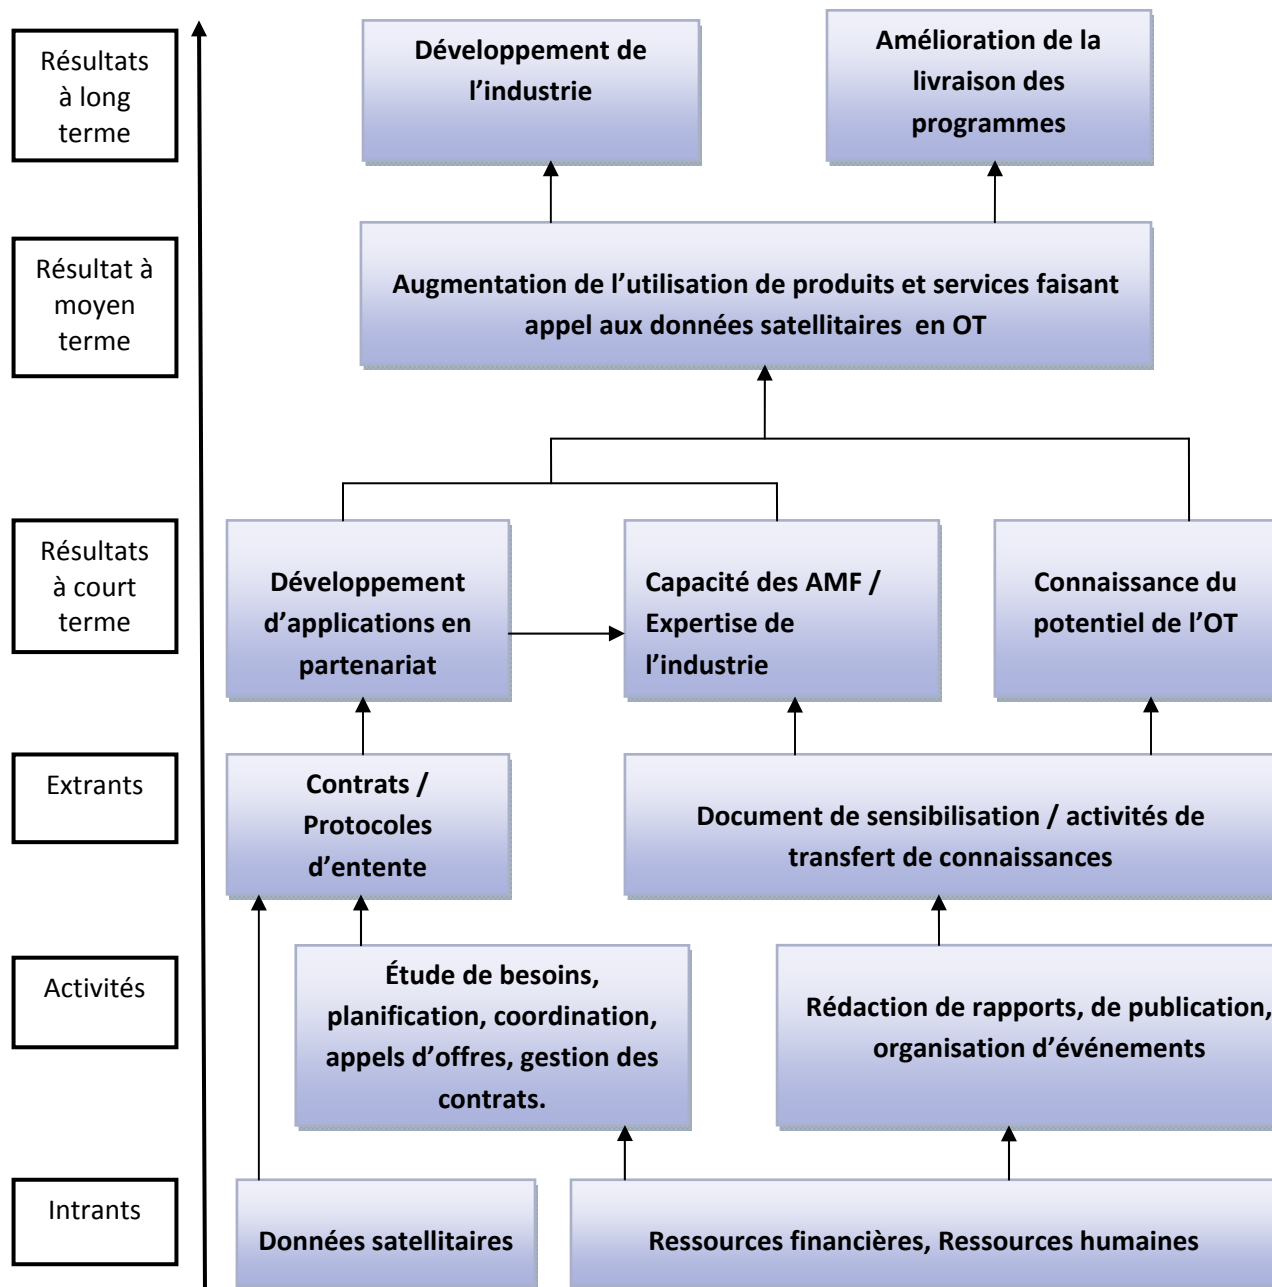 Résultats
à long
terme
Développement de
l’industrie
Amélioration de la
livraison des
programmes
Résultat à
moyen
terme
Augmentation de l’utilisation de produits et services faisant
appel aux données satellitaires en OT
Résultats
à court
terme
Développement
d’applications en
partenariat
Capacité des AMF /
Expertise de
l’industrie
Connaissance du
potentiel de l’OT
Extrants
Contrats /
Protocoles
d’entente
Document de sensibilisation / activités de
transfert de connaissances
Activités
Étude de besoins,
planification, coordination,
appels d’offres, gestion des
contrats.
Rédaction de rapports, de publication,
organisation d’événements
Intrants
Données satellitaires
Ressources financières, Ressources humaines